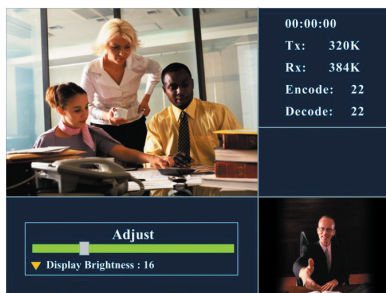 00:00:00
Tx: 320K
Rx: 384K
Encode: 22
Decode: 22
Adjust
Display Brightness : 16